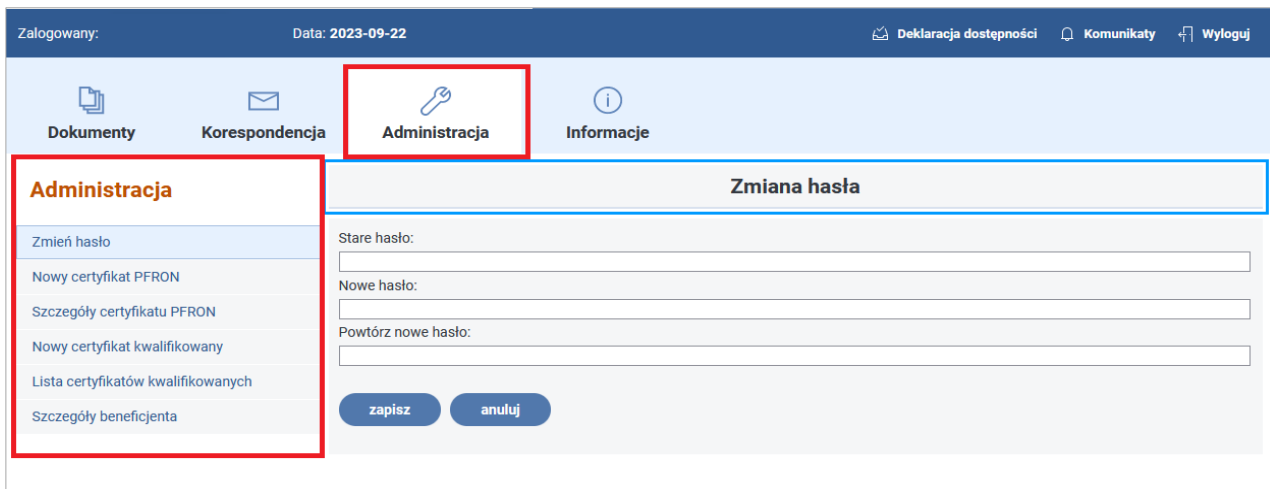 Zalogowany: Data: 2023-09-22 Deklaracja dostępności Komunikaty Wyloguj
Dokumenty Korespondencja Administracja Informacje
Administracja
Zmień hasło
Nowy certyfikat PFRON
Szczegóły certyfikatu PFRON
Nowy certyfikat kwalifikowany
Lista certyfikatów kwalifikowanych
Szczegóły beneficjenta
Zmiana hasła
Stare hasło:
Nowe hasło:
Powtórz nowe hasło:
zapisz anuluj